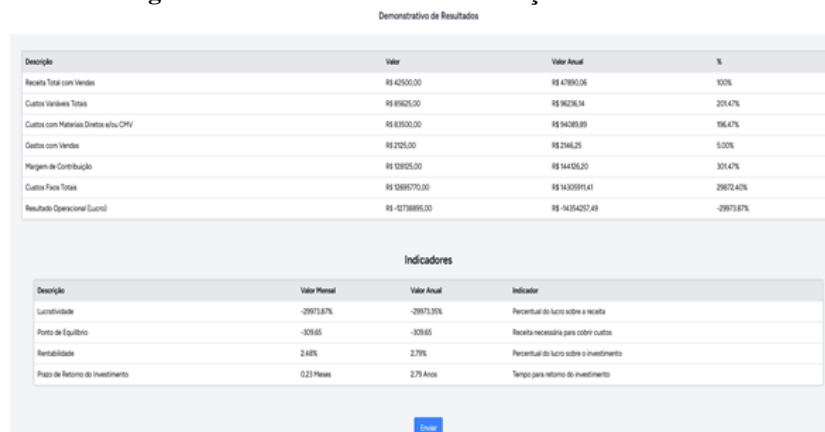 Demonstrativo de Resultados
Descrição Valor Valor Anual %
Receita Total com Vendas R$ 42500,00 R$ 47890,06 100%
Custos Variáveis Totais R$ 85625,00 R$ 96236,14 201.47%
Custos com Materiais Diretos e/ou CMV R$ 83500,00 R$ 94089,89 196.47%
Gastos com Vendas R$ 2125,00 R$ 2146,25 5.00%
Margem de Contribuição R$ 128125,00 R$ 144126,20 301.47%
Custos Fixos Totais R$ 12695770,00 R$ 14305911,41 29872.40%
Resultado Operacional (Lucro) R$ -12738895,00 R$ -14354257,49 -29973.87%
Indicadores
Descrição Valor Mensal Valor Anual Indicador
Lucratividade -29973.87% -29973.35% Percentual do lucro sobre a receita
Ponto de Equilíbrio -309.65 -309.65 Receita necessária para cobrir custos
Rentabilidade 2.48% 2.79% Percentual do lucro sobre o investimento
Prazo de Retorno do Investimento 0.23 Meses 2.79 Anos Tempo para retorno do investimento
Enviar